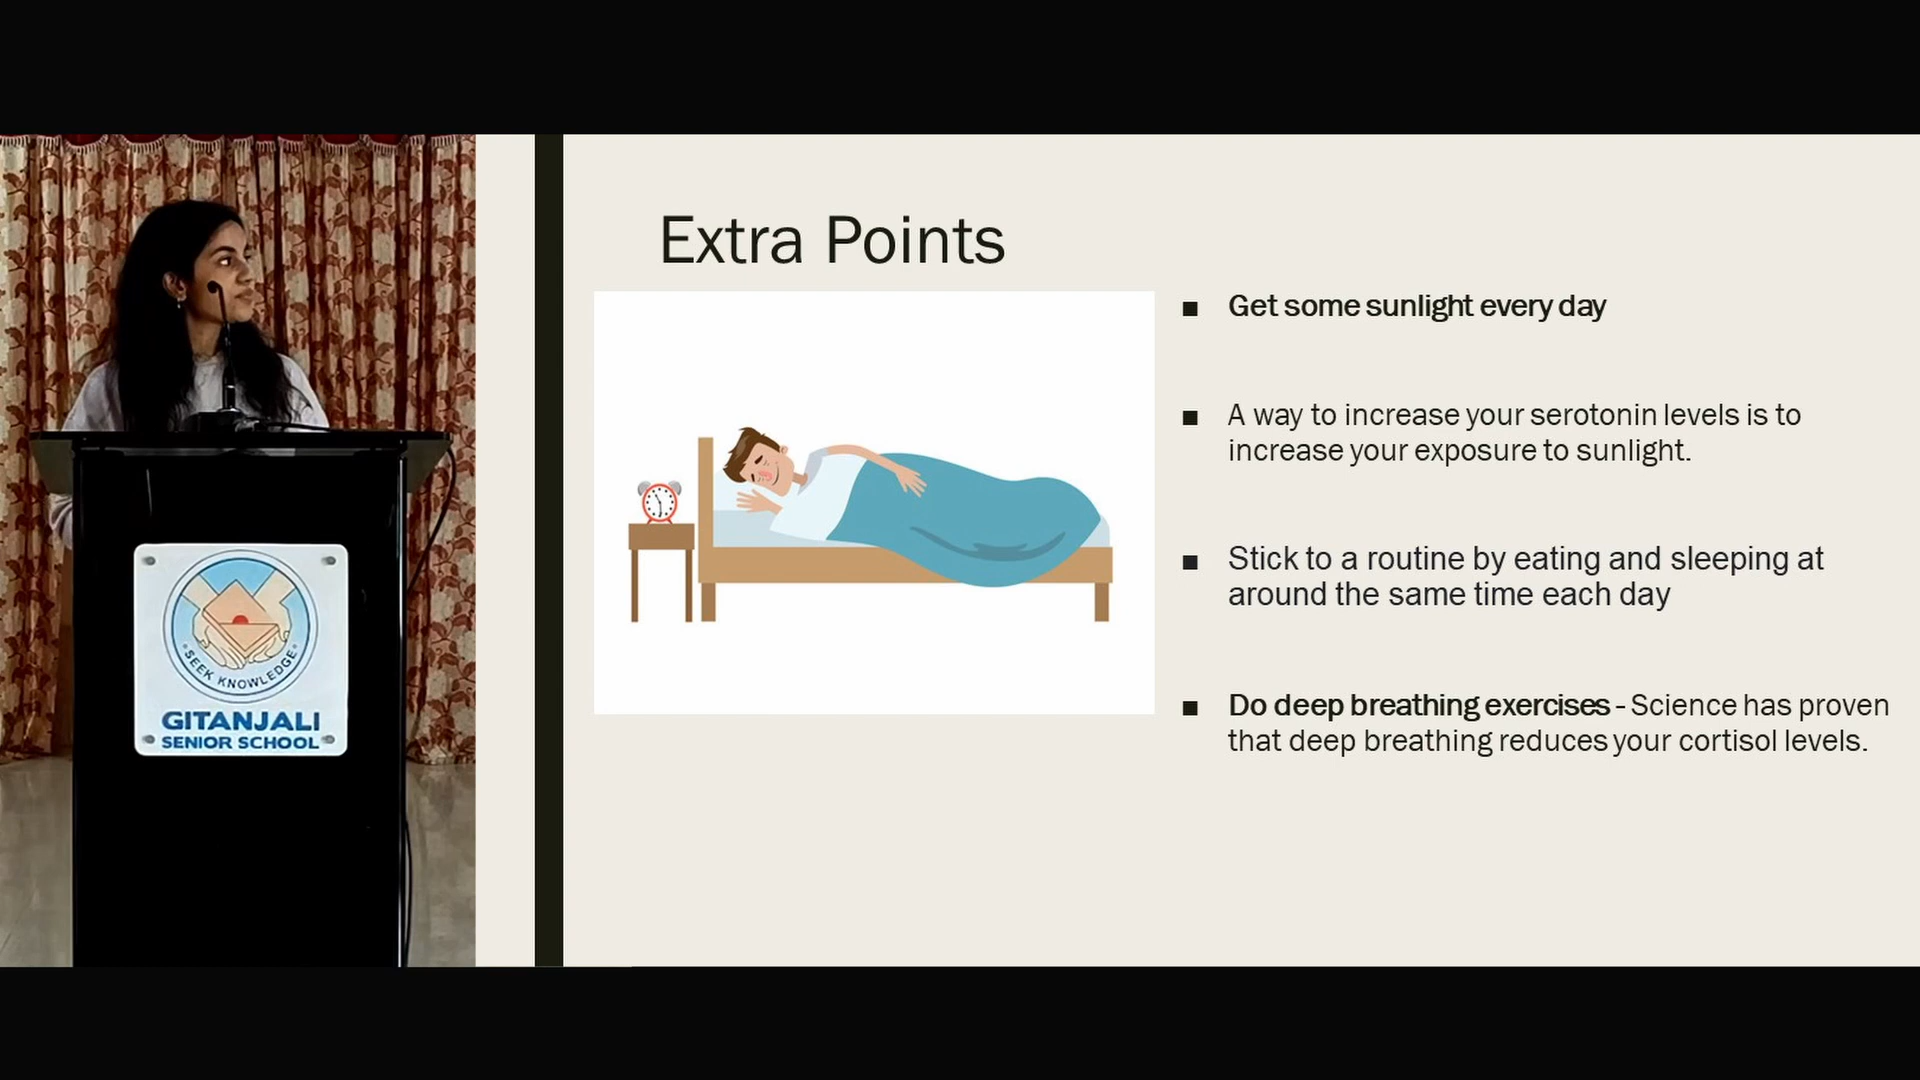 Extra Points
■ Get some sunlight every day
■ A way to increase your serotonin levels is to
increase your exposure to sunlight.
■ Stick to a routine by eating and sleeping at
around the same time each day
■ Do deep breathing exercises - Science has proven
that deep breathing reduces your cortisol levels.
SEEK KNOWLEDGE
GITANJALI
SENIOR SCHOOL